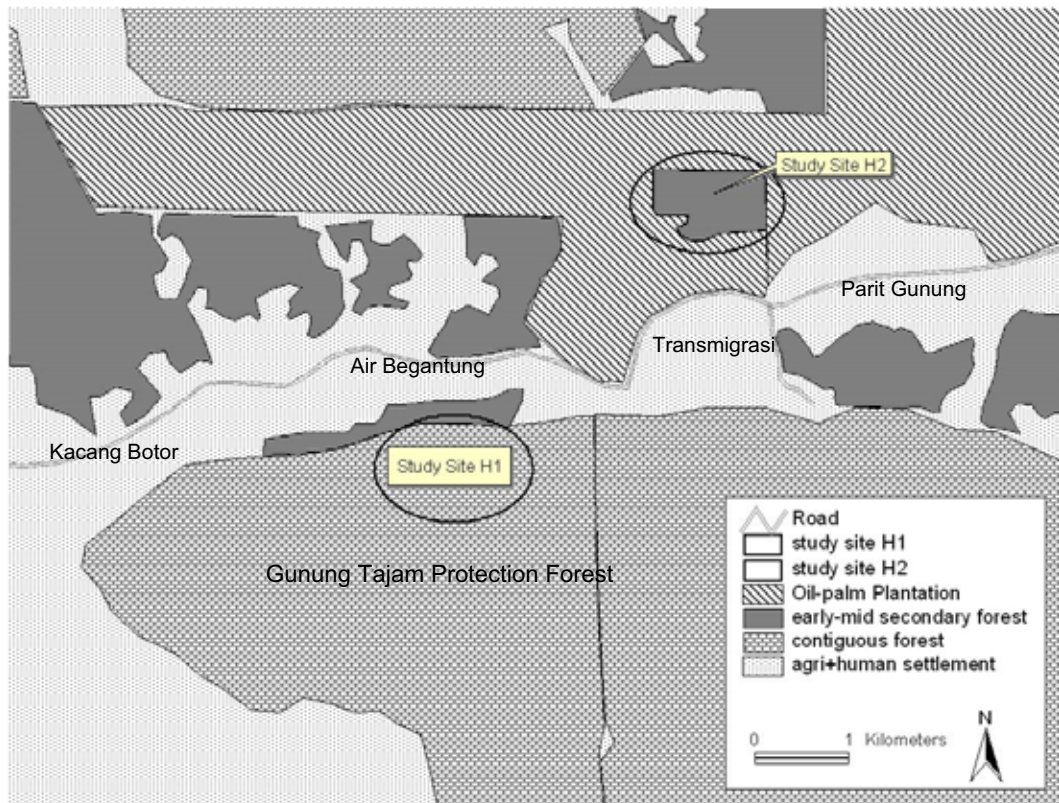 Study Site H2
Parit Gunung
Transmigrasi
Air Begantung
Kacang Botor
Study Site H1
Gunung Tajam Protection Forest
Road
study site H1
study site H2
Oil-palm Plantation
early-mid secondary forest
contiguous forest
agri+human settlement
N
0 1 Kilometers